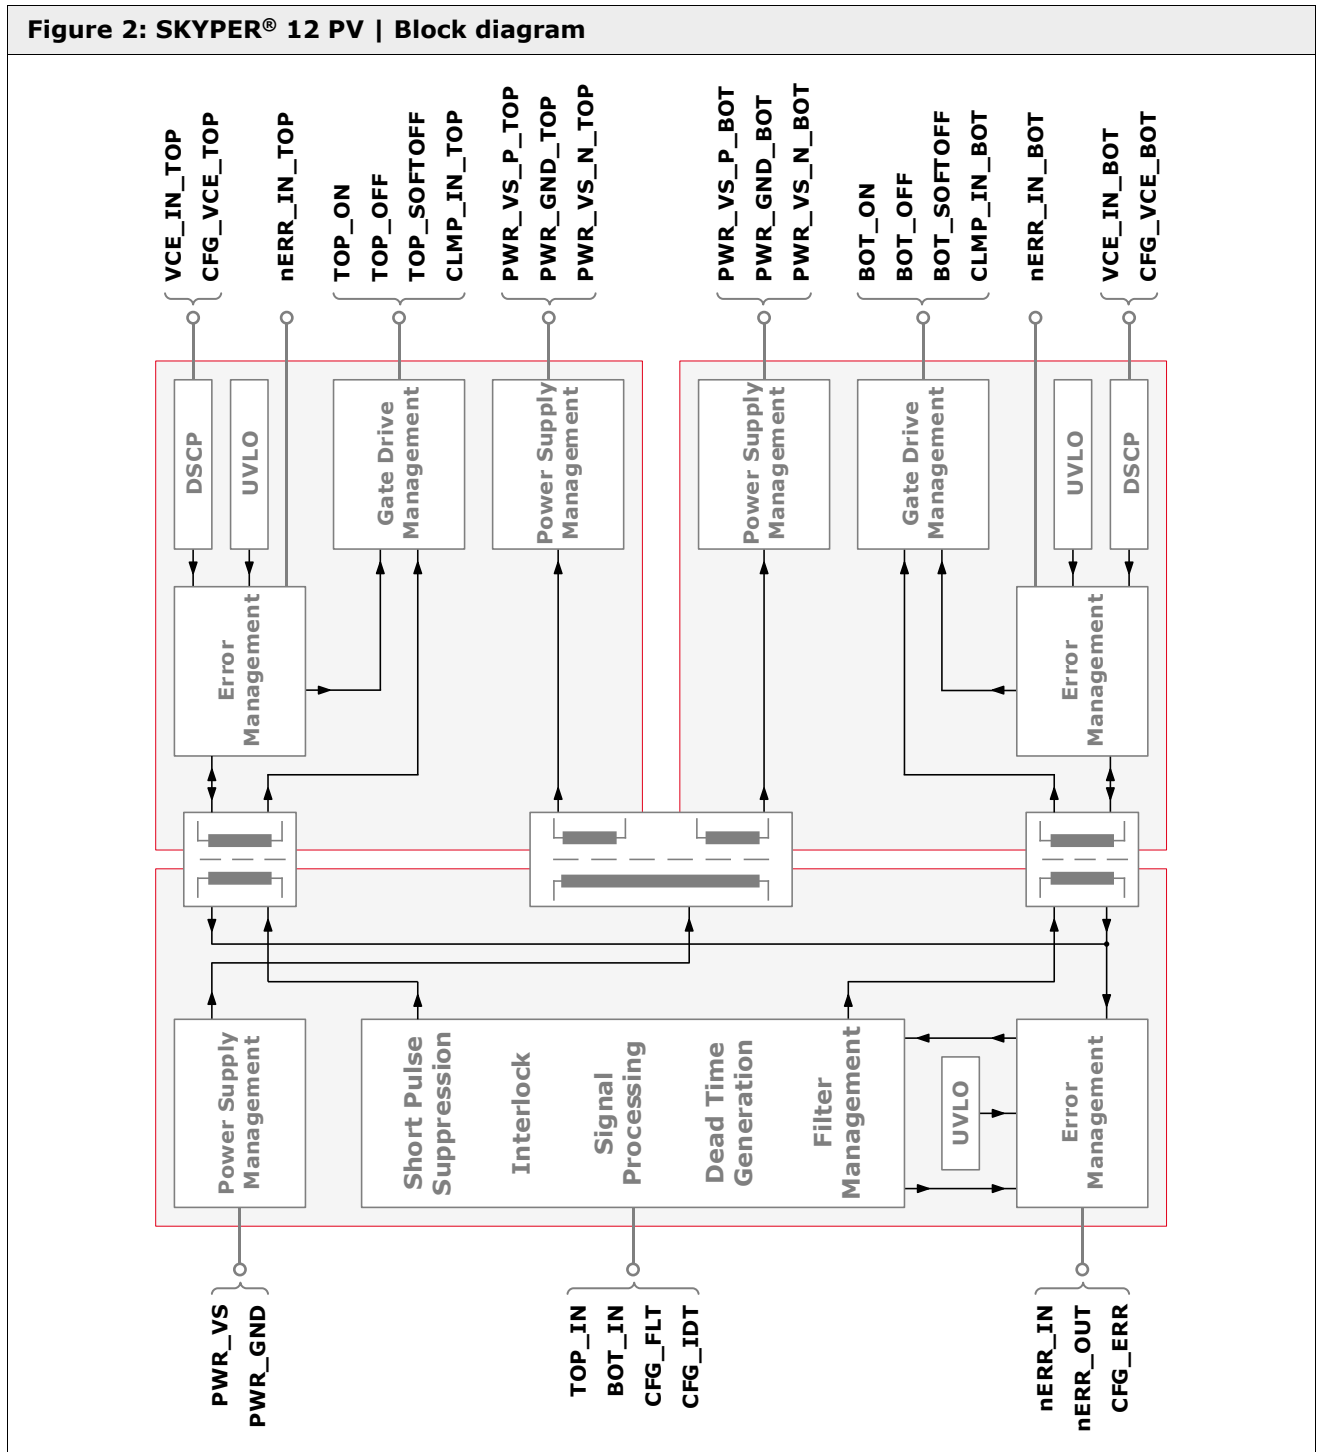 Figure 2: SKYPER® 12 PV | Block diagram
VCE_IN_TOP
CFG_VCE_TOP
nERR_IN_TOP
TOP_ON
TOP_OFF
TOP_SOFTOFF
CLMP_IN_TOP
PWR_VS_P_TOP
PWR_GND_TOP
PWR_VS_N_TOP
PWR_VS_P_BOT
PWR_GND_BOT
PWR_VS_N_BOT
BOT_ON
BOT_OFF
BOT_SOFTOFF
CLMP_IN_BOT
nERR_IN_BOT
VCE_IN_BOT
CFG_VCE_BOT
DSCP
UVLO
Gate Drive
Management
Power Supply
Management
Power Supply
Management
Gate Drive
Management
UVLO
DSCP
Error
Management
Error
Management
Power Supply
Management
Short Pulse
Suppression
Interlock
Signal
Processing
Dead Time
Generation
Filter
Management
UVLO
Error
Management
PWR_VS
PWR_GND
TOP_IN
BOT_IN
CFG_FLT
CFG_IDT
nERR_IN
nERR_OUT
CFG_ERR